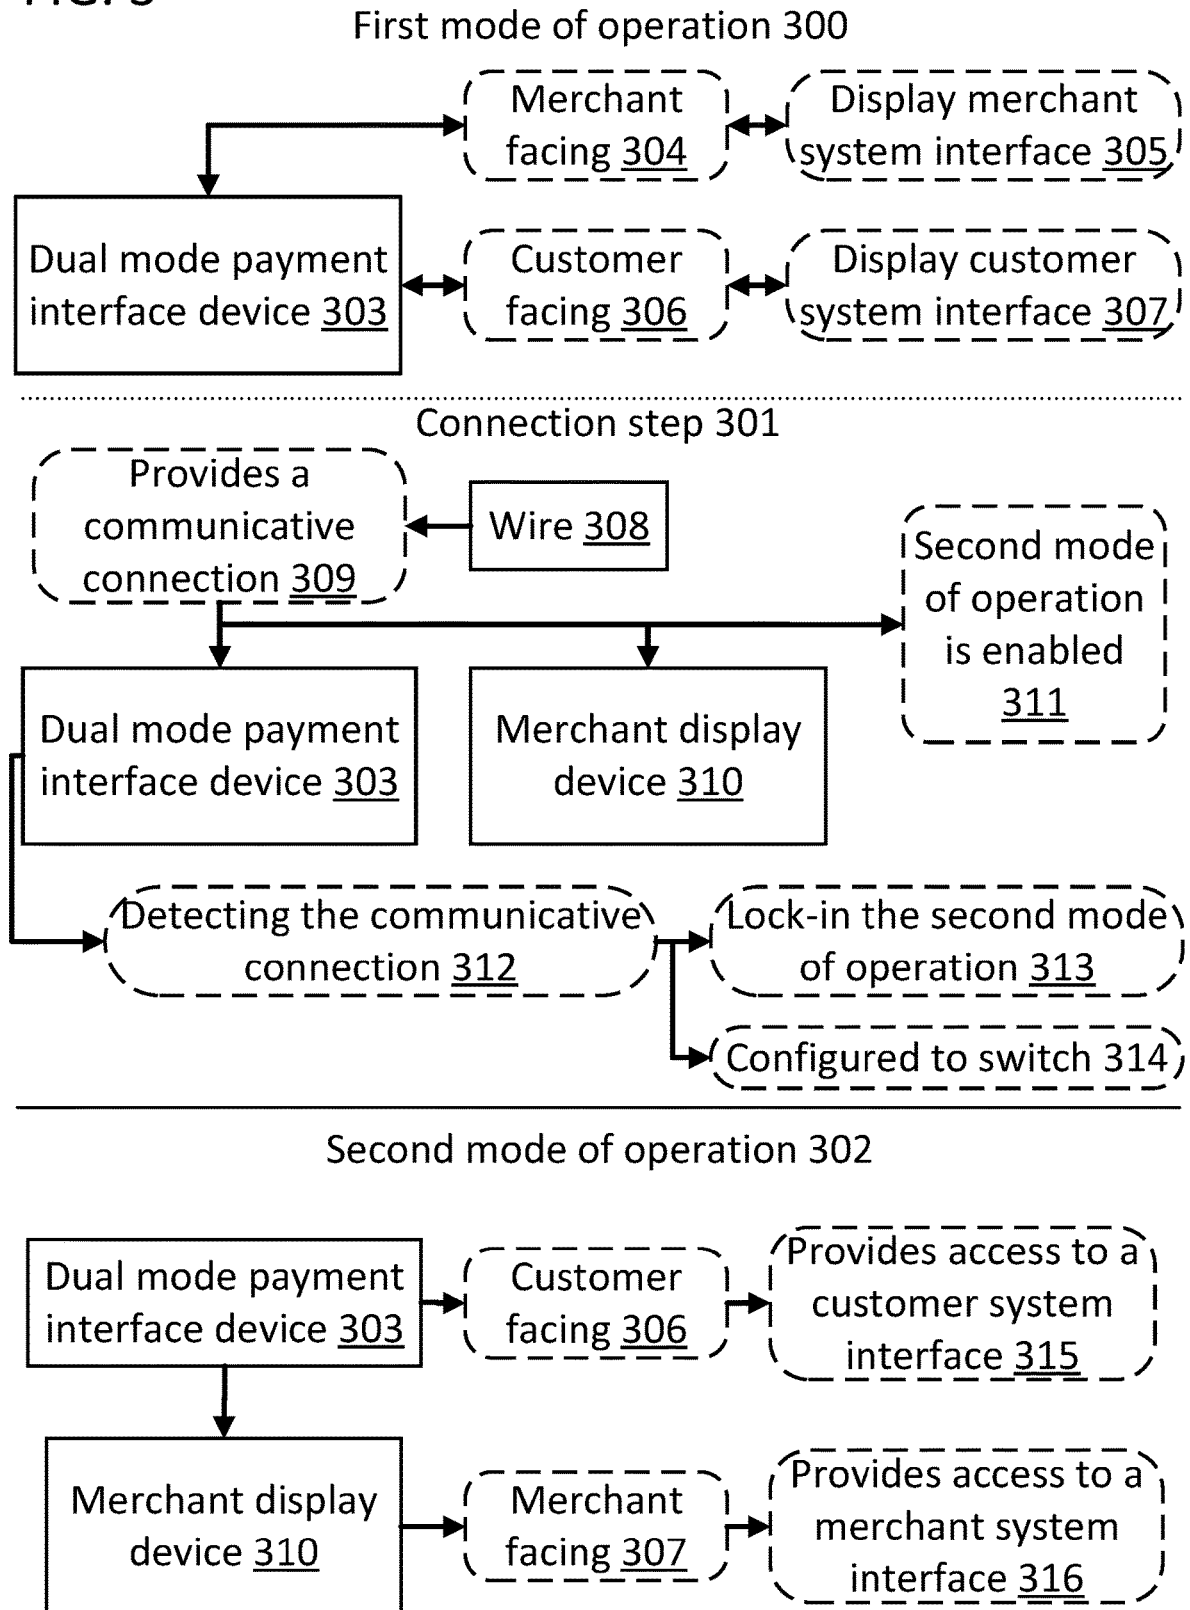 First mode of operation 300
Merchant
facing 304
Display merchant
system interface 305
Dual mode payment
interface device 303
Customer
facing 306
Display customer
system interface 307
Connection step 301
Provides a
communicative
connection 309
Wire 308
Second mode
of operation
is enabled
311
Dual mode payment
interface device 303
Merchant display
device 310
Detecting the communicative
connection 312
Lock-in the second mode
of operation 313
Configured to switch 314
Second mode of operation 302
Dual mode payment
interface device 303
Customer
facing 306
Provides access to a
customer system
interface 315
Merchant display
device 310
Merchant
facing 307
Provides access to a
merchant system
interface 316